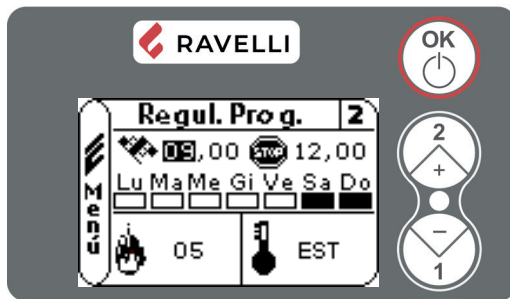 RAVELLI
OK
Regul. Prog. 2
09,00 STOP 12,00
Lu Ma Me Gi Ve Sa Do
Menú
05 EST
2
+
−
1